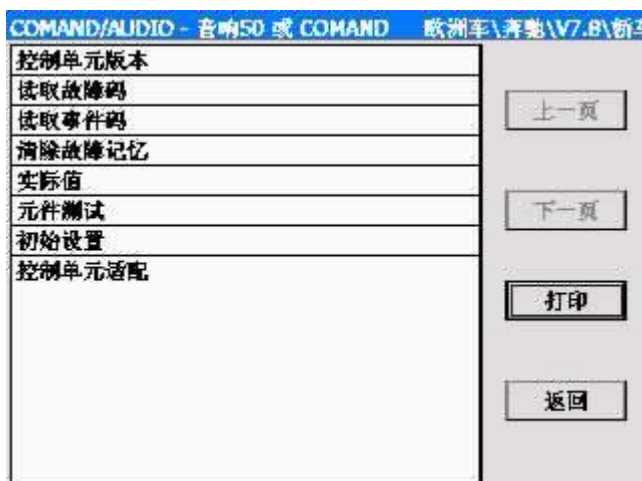 COMAND/AUDIO - 音响50 或 COMAND 欧洲车\奔驰\V7.8\新车
控制单元版本
读取故障码
读取事件码
上一页
清除故障记忆
实际值
元件测试
下一页
初始设置
控制单元适配
打印
返回